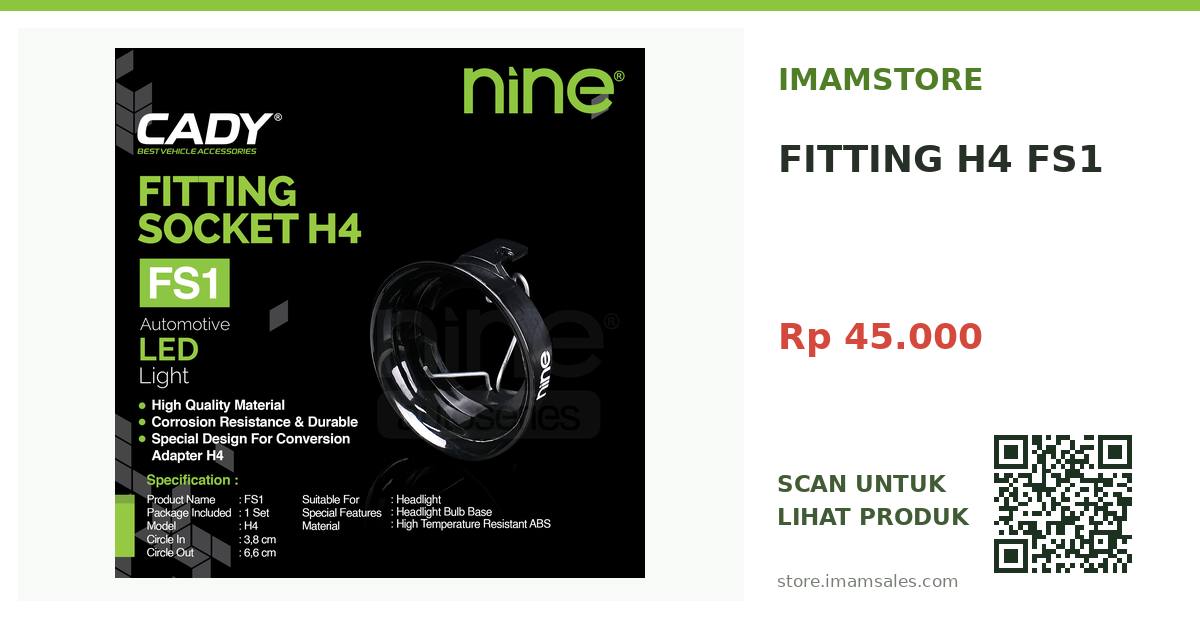 nine®
CADY®
BEST VEHICLE ACCESSORIES
FITTING
SOCKET H4
FS1
Automotive
LED
Light
High Quality Material
Corrosion Resistance & Durable
Special Design For Conversion
Adapter H4
Specification :
Product Name : FS1
Package Included : 1 Set
Model : H4
Circle In : 3,8 cm
Circle Out : 6,6 cm
Suitable For : Headlight
Special Features : Headlight Bulb Base
Material : High Temperature Resistant ABS
nine
nine®
autoseries
IMAMSTORE
FITTING H4 FS1
Rp 45.000
SCAN UNTUK
LIHAT PRODUK
store.imamsales.com